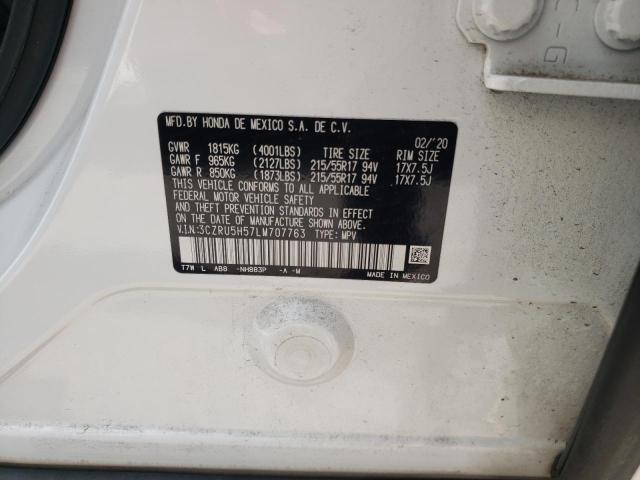 C I G
MFD.BY HONDA DE MEXICO S.A. DE C.V.
02/'20
GVWR 1815KG (4001LBS) TIRE SIZE RIM SIZE
GAWR F 965KG (2127LBS) 215/55R17 94V 17X7.5J
GAWR R 850KG (1873LBS) 215/55R17 94V 17X7.5J
THIS VEHICLE CONFORMS TO ALL APPLICABLE
FEDERAL MOTOR VEHICLE SAFETY
AND THEFT PREVENTION STANDARDS IN EFFECT
ON THE DATE OF MANUFACTURE SHOWN ABOVE.
V.I.N:3CZRU5H57LM707763 TYPE: MPV
T7W L ABB -NH883P -A -M
MADE IN MEXICO